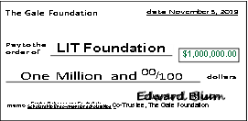 The Gale Foundation date November 5, 2019
Pay to the
order of LIT Foundation $1,000,000.00
One Million and 00/100 dollars
Edward Blum
memo Co-Trustee, The Gale Foundation